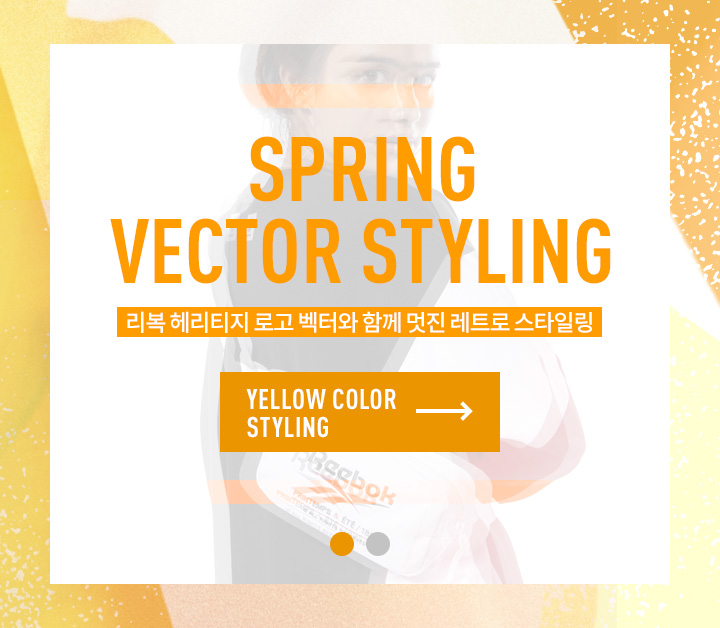 SPRING
VECTOR STYLING
리복 헤리티지 로고 벡터와 함께 멋진 레트로 스타일링
YELLOW COLOR
STYLING
Reebok